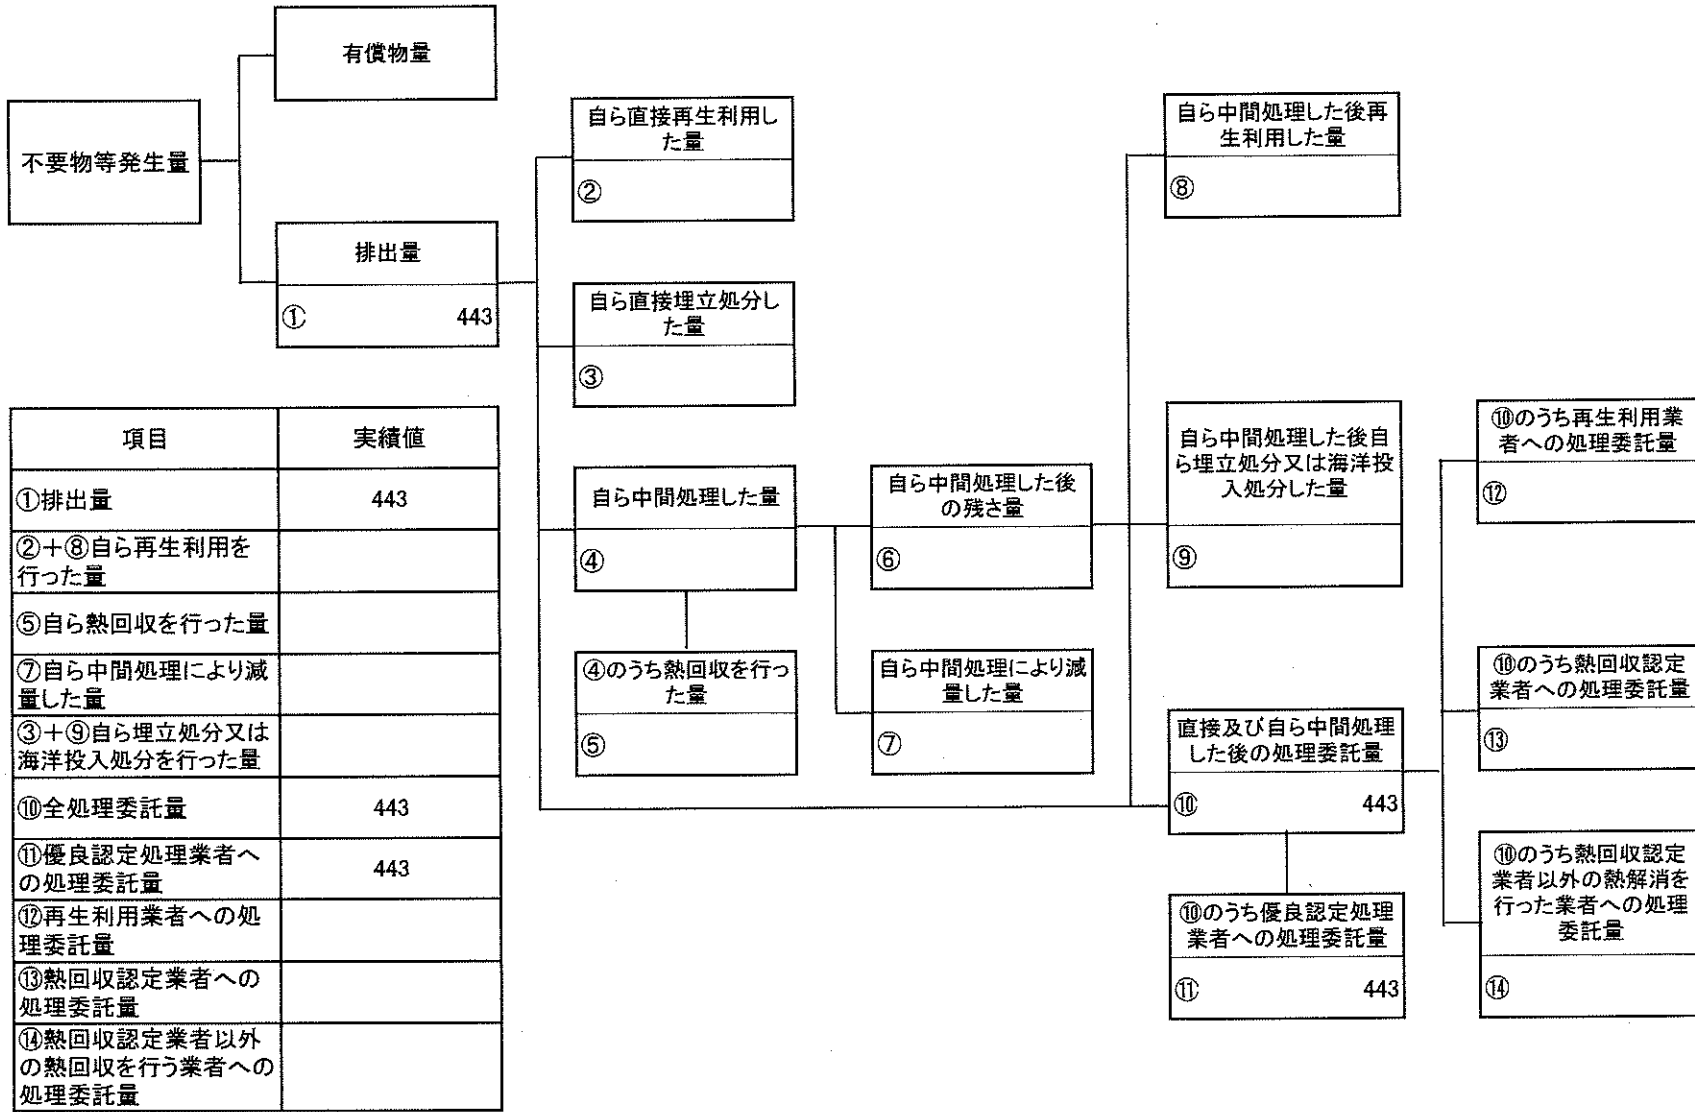 有償物量
不要物等発生量
排出量
① 443
自ら直接再生利用し
た量
②
自ら直接埋立処分し
た量
③
自ら中間処理した量
④
④のうち熱回収を行っ
た量
⑤
自ら中間処理した後
の残さ量
⑥
自ら中間処理により減
量した量
⑦
自ら中間処理した後再
生利用した量
⑧
自ら中間処理した後自
ら埋立処分又は海洋投
入処分した量
⑨
直接及び自ら中間処理
した後の処理委託量
⑩ 443
⑩のうち優良認定処理
業者への処理委託量
⑪ 443
⑩のうち再生利用業
者への処理委託量
⑫
⑩のうち熱回収認定
業者への処理委託量
⑬
⑩のうち熱回収認定
業者以外の熱解消を
行った業者への処理
委託量
⑭
項目 実績値
①排出量 443
②＋⑧自ら再生利用を
行った量
⑤自ら熱回収を行った量
⑦自ら中間処理により減
量した量
③＋⑨自ら埋立処分又は
海洋投入処分を行った量
⑩全処理委託量 443
⑪優良認定処理業者へ
の処理委託量 443
⑫再生利用業者への処
理委託量
⑬熱回収認定業者への
処理委託量
⑭熱回収認定業者以外
の熱回収を行う業者への
処理委託量